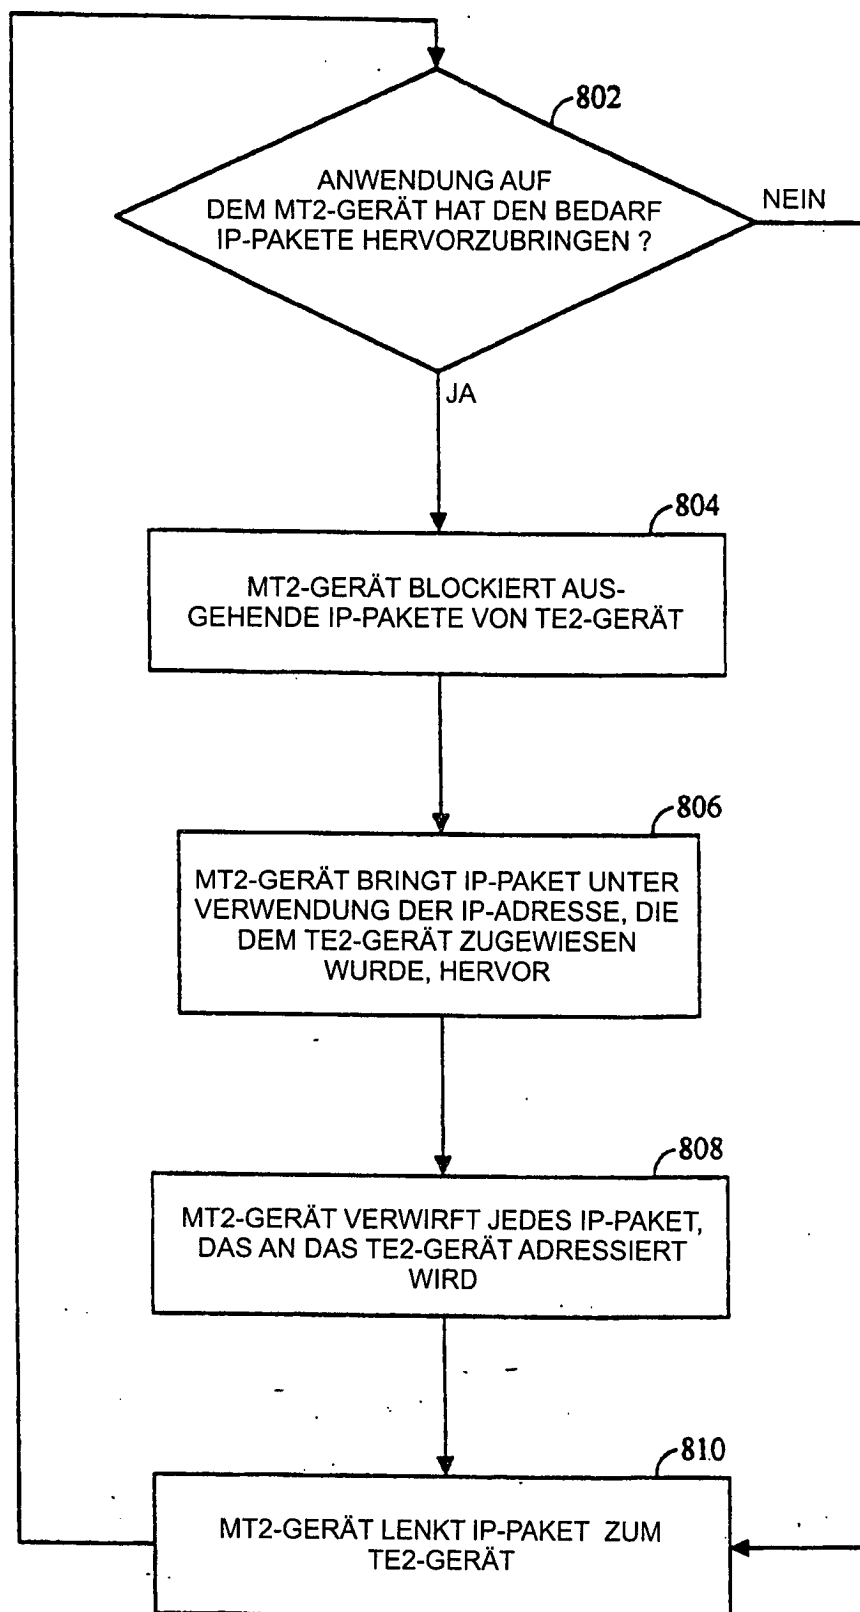 802
ANWENDUNG AUF
DEM MT2-GERÄT HAT DEN BEDARF
IP-PAKETE HERVORZUBRINGEN ?
NEIN
JA
804
MT2-GERÄT BLOCKIERT AUS-
GEHENDE IP-PAKETE VON TE2-GERÄT
806
MT2-GERÄT BRINGT IP-PAKET UNTER
VERWENDUNG DER IP-ADRESSE, DIE
DEM TE2-GERÄT ZUGEWIESEN
WURDE, HERVOR
808
MT2-GERÄT VERWIRFT JEDES IP-PAKET,
DAS AN DAS TE2-GERÄT ADRESSIERT
WIRD
810
MT2-GERÄT LENKT IP-PAKET ZUM
TE2-GERÄT